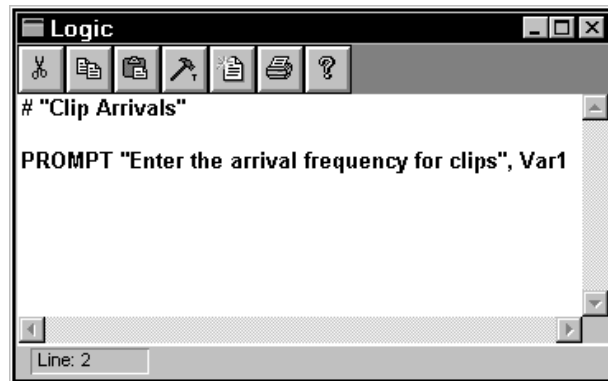 Logic
# "Clip Arrivals"
PROMPT "Enter the arrival frequency for clips", Var1
Line: 2